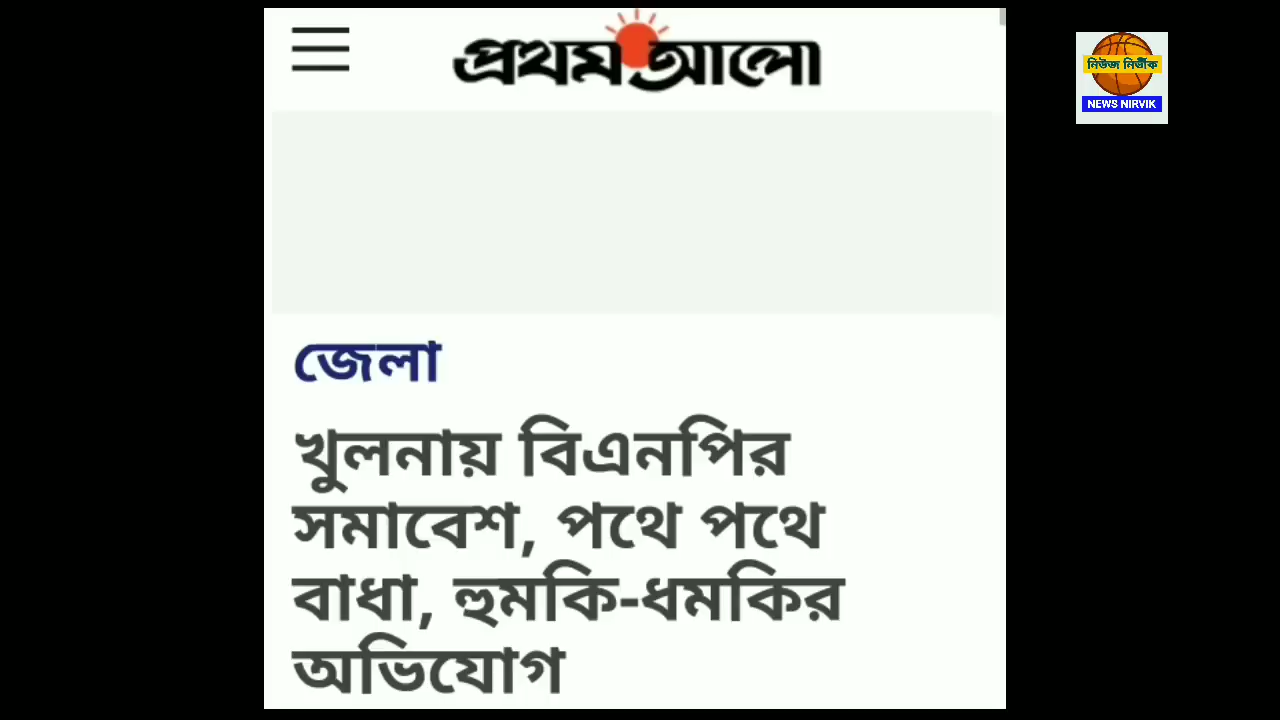 প্রথম আলো
নিউজ নির্ভীক
NEWS NIRVIK
জেলা
খুলনায় বিএনপির
সমাবেশ, পথে পথে
বাধা, হুমকি-ধমকির
অভিযোগ